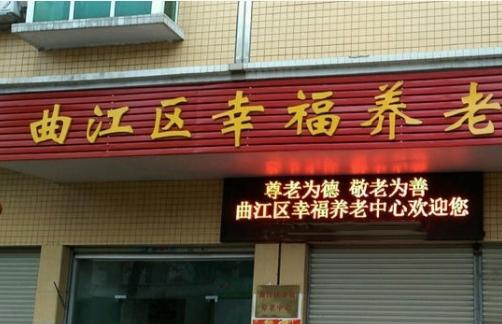 曲江区幸福养老
尊老为德 敬老为善
曲江区幸福养老中心欢迎您